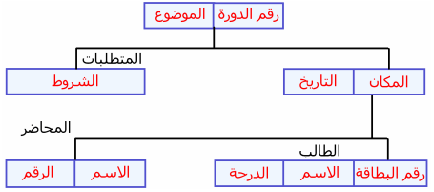 رقم الدورة الموضوع
المتطلبات
المكان التاريخ الشروط
المحاضر
الطالب
رقم البطاقة الاسم الدرجة الاسم الرقم